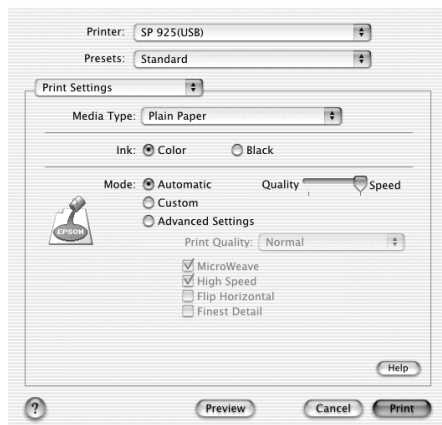 Printer: SP 925(USB)
Presets: Standard
Print Settings
Media Type: Plain Paper
Ink: Color Black
Mode: Automatic Quality Speed
Custom
EPSON
Advanced Settings
Print Quality: Normal
MicroWeave
High Speed
Flip Horizontal
Finest Detail
Help
? Preview Cancel Print